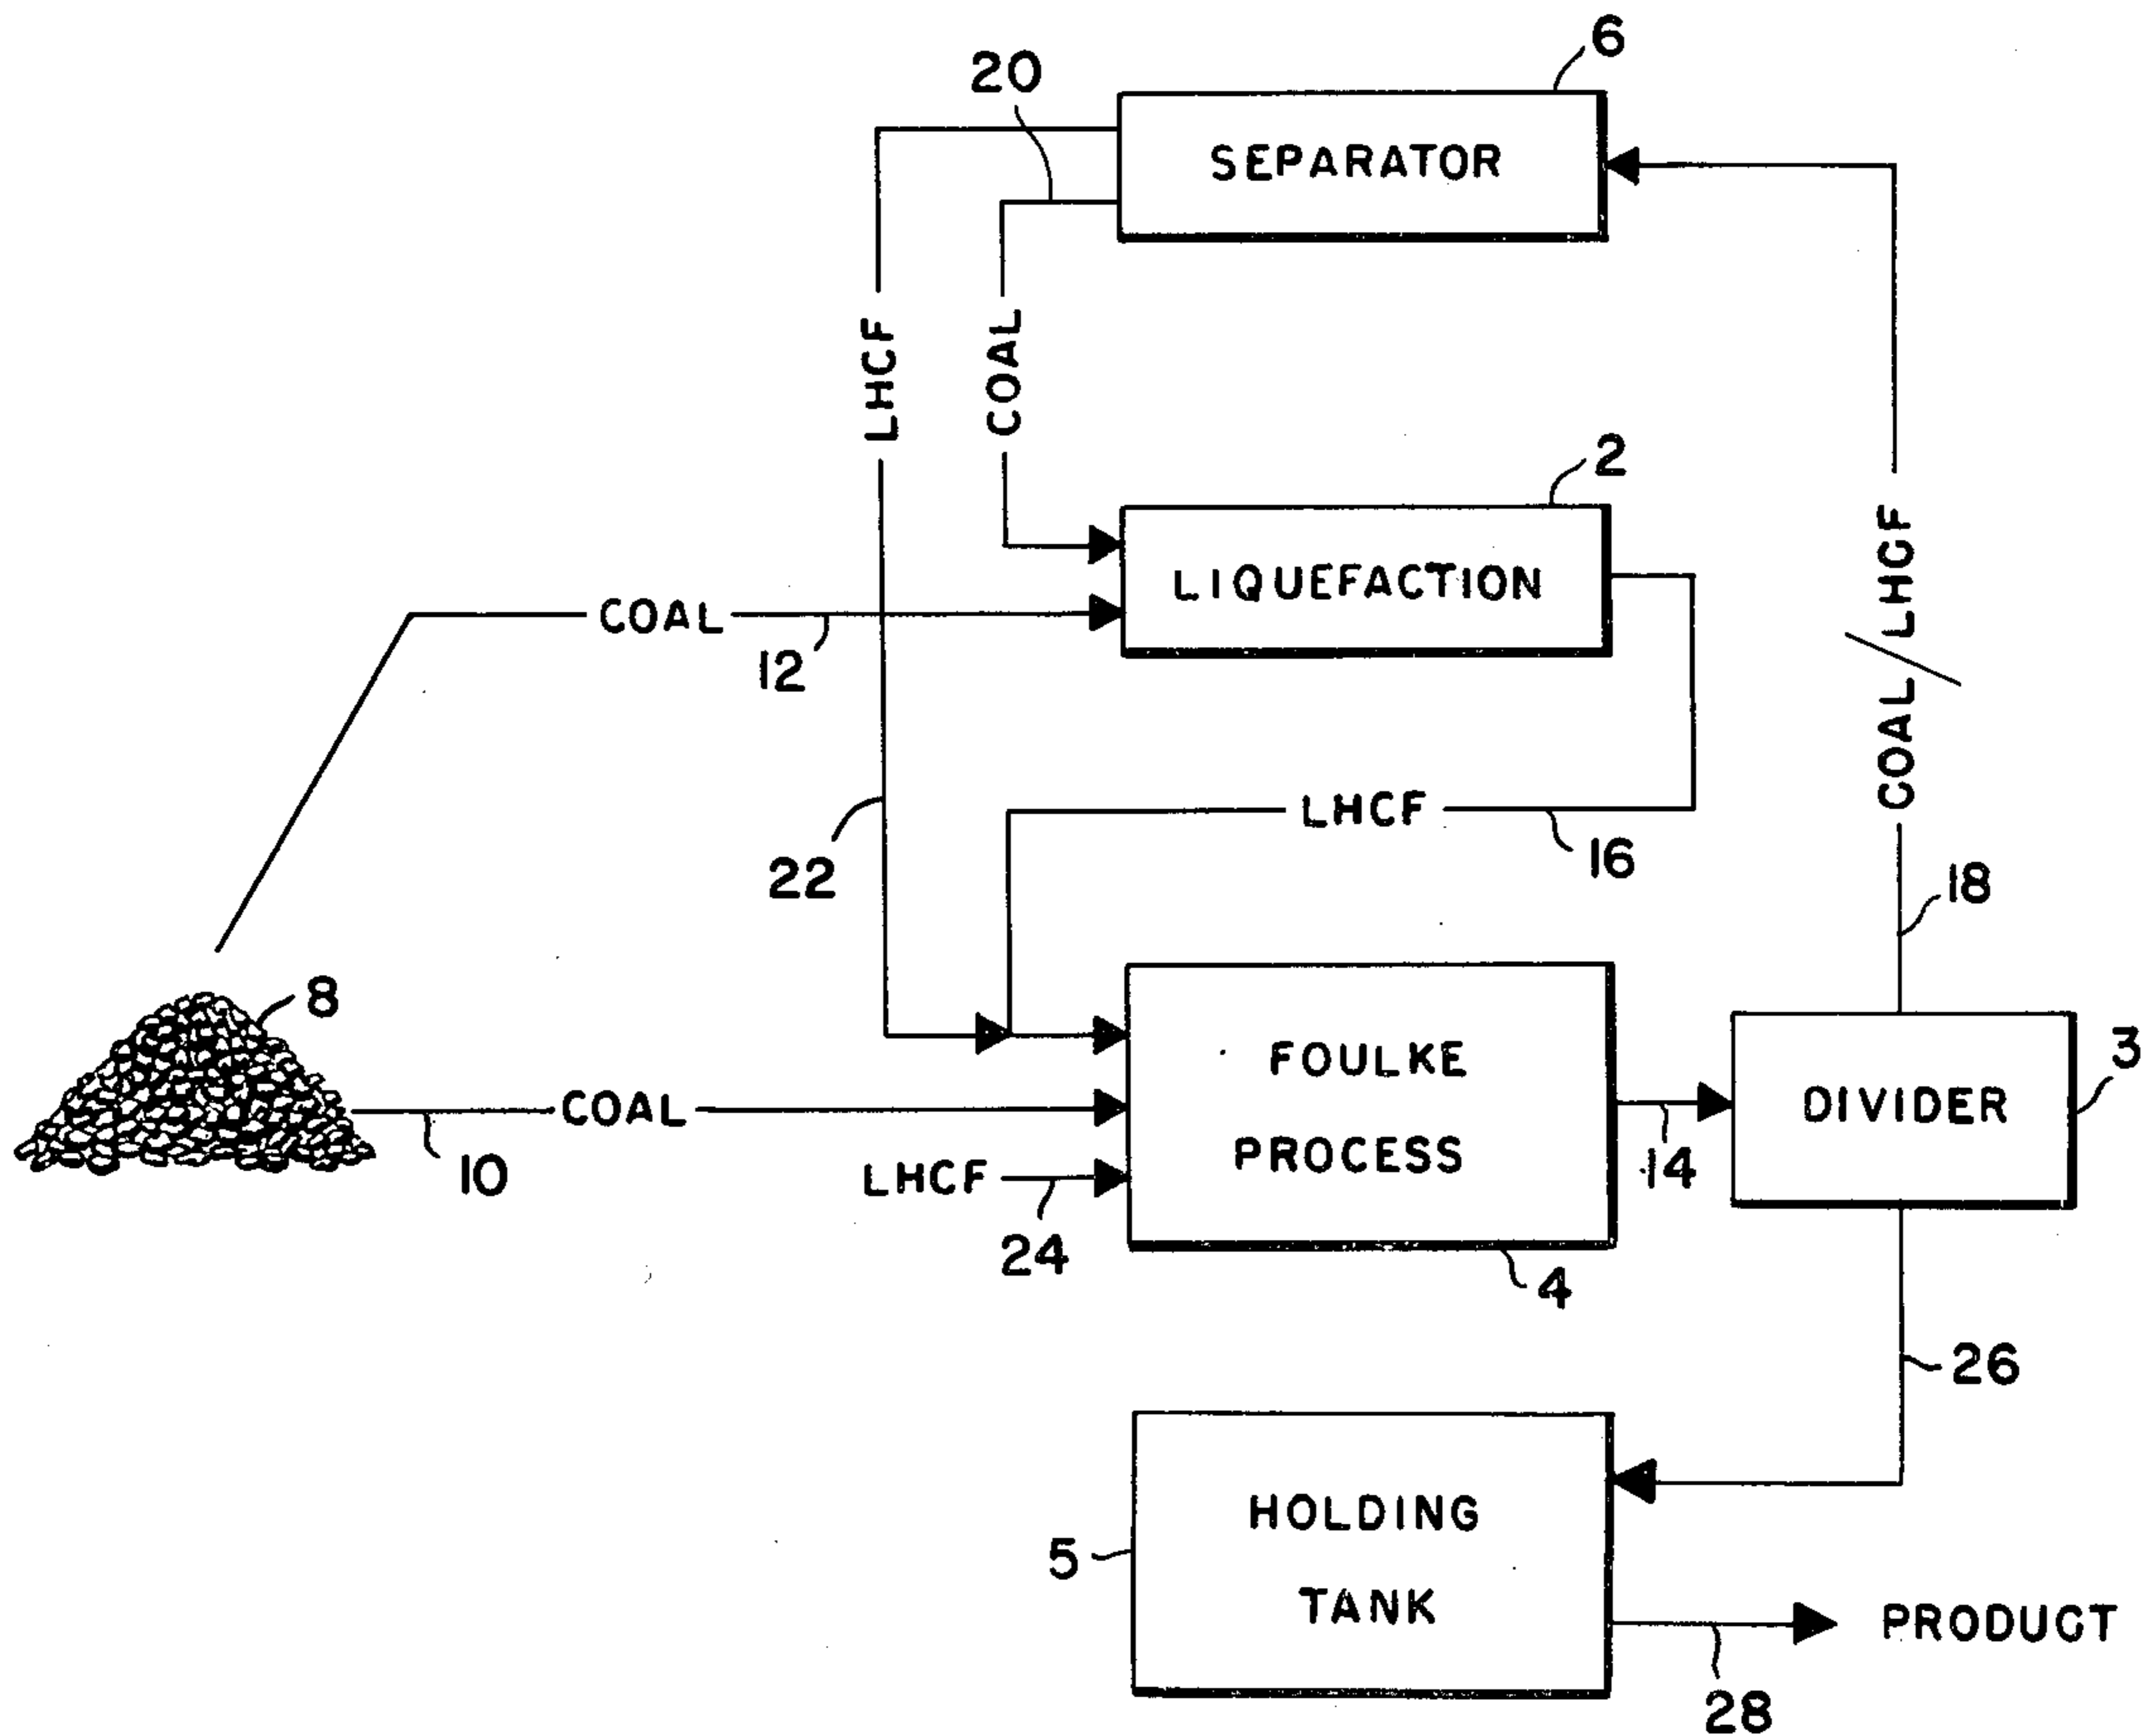 6
20
SEPARATOR
LHCF
COAL
2
LIQUEFACTION
COAL
12
COAL/LHCF
LHCF
16
22
18
8
3
FOULKE
PROCESS
DIVIDER
COAL
10
14
LHCF
24
4
26
HOLDING
TANK
5
PRODUCT
28